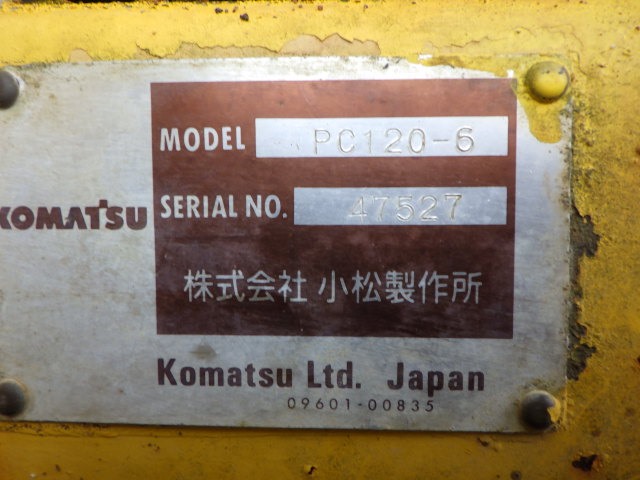 MODEL PC120-6
KOMATSU
SERIAL NO. 47527
株式会社 小松製作所
Komatsu Ltd. Japan
09601-00835